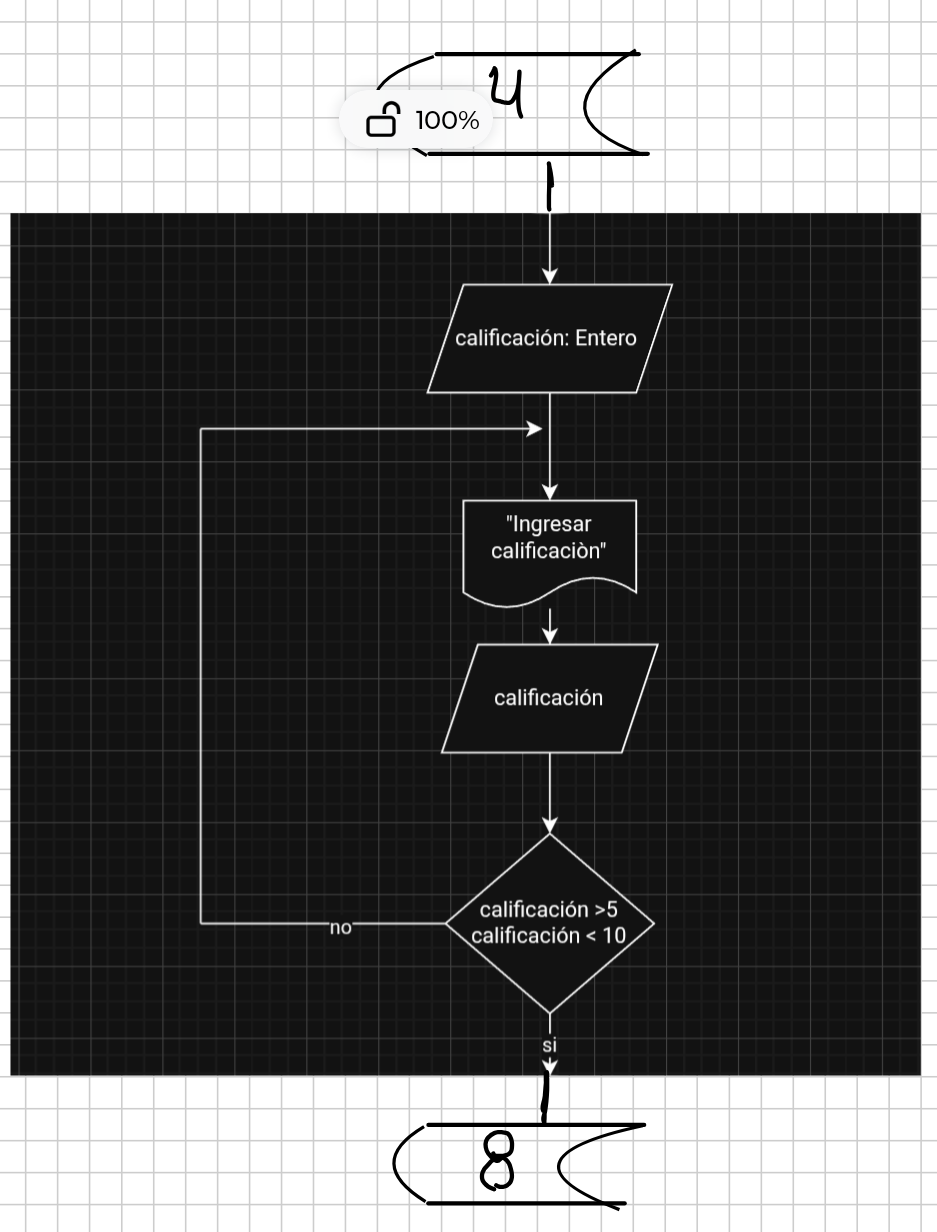 4
100%
calificación: Entero
"Ingresar
calificaciòn"
calificación
calificación >5
calificación < 10
no
si
8